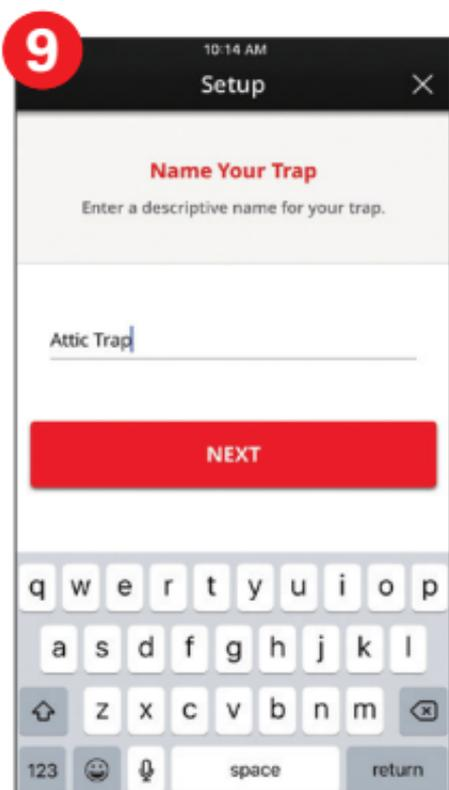 9
10:14 AM
Setup
Name Your Trap
Enter a descriptive name for your trap.
Attic Trap
NEXT
q w e r t y u i o p
a s d f g h j k l
z x c v b n m
123 space return